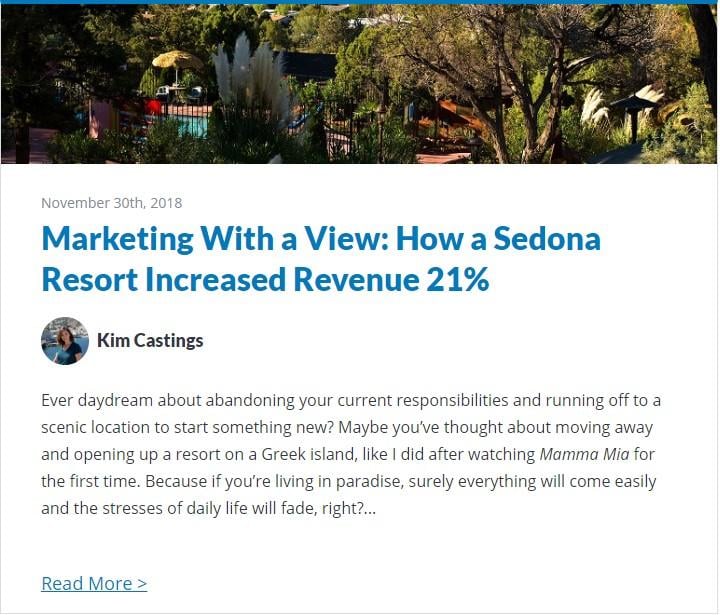 November 30th, 2018
Marketing With a View: How a Sedona
Resort Increased Revenue 21%
Kim Castings
Ever daydream about abandoning your current responsibilities and running off to a
scenic location to start something new? Maybe you’ve thought about moving away
and opening up a resort on a Greek island, like I did after watching Mamma Mia for
the first time. Because if you’re living in paradise, surely everything will come easily
and the stresses of daily life will fade, right?...
Read More >